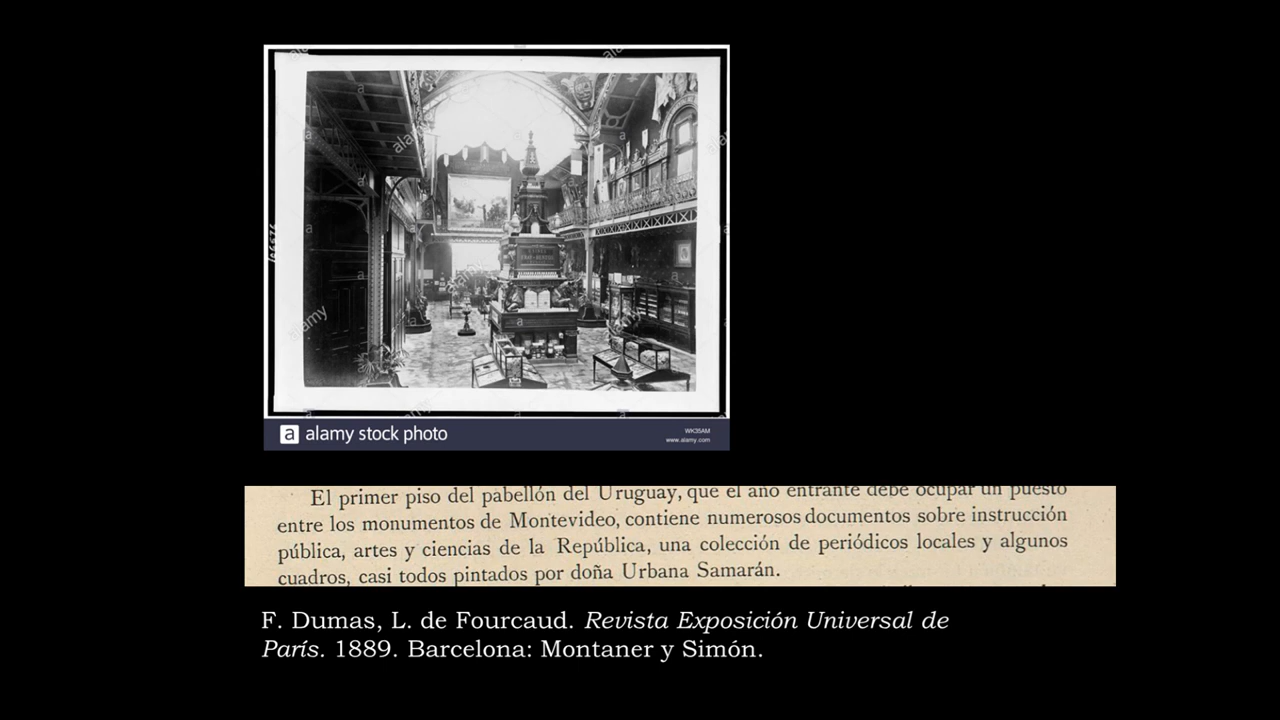 alamy
alamy
a alamy stock photo
WK35AM
www.alamy.com
El primer piso del pabellón del Uruguay, que el año entrante debe ocupar un puesto
entre los monumentos de Montevideo, contiene numerosos documentos sobre instrucción
pública, artes y ciencias de la República, una colección de periódicos locales y algunos
cuadros, casi todos pintados por doña Urbana Samarán.
F. Dumas, L. de Fourcaud. Revista Exposición Universal de
París. 1889. Barcelona: Montaner y Simón.